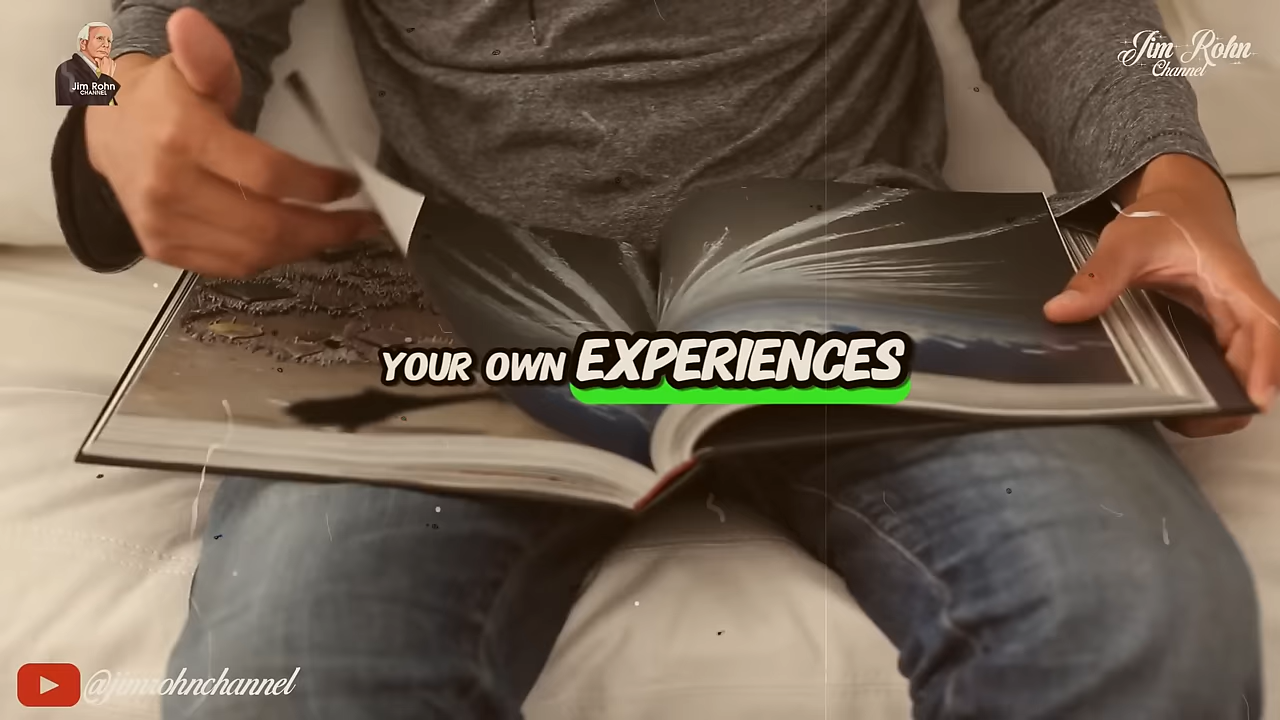 Jim Rohn
CHANNEL
Jim Rohn
Channel
YOUR OWN EXPERIENCES
@jimrohnchannel